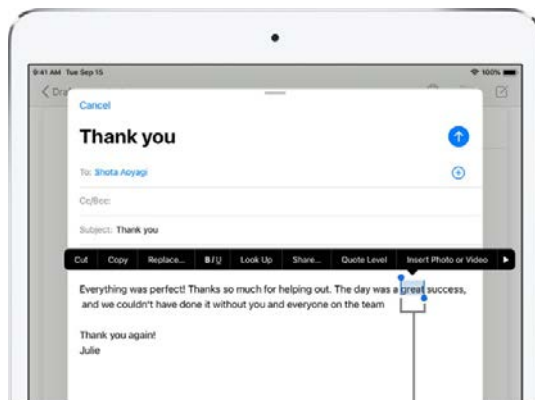 9:41 AM Tue Sep 15
100%
Cancel
Thank you
To: Shota Aoyagi
Cc/Bcc:
Subject: Thank you
Cut Copy Replace... B I U Look Up Share... Quote Level Insert Photo or Video
Everything was perfect! Thanks so much for helping out. The day was a great success,
and we couldn't have done it without you and everyone on the team
Thank you again!
Julie